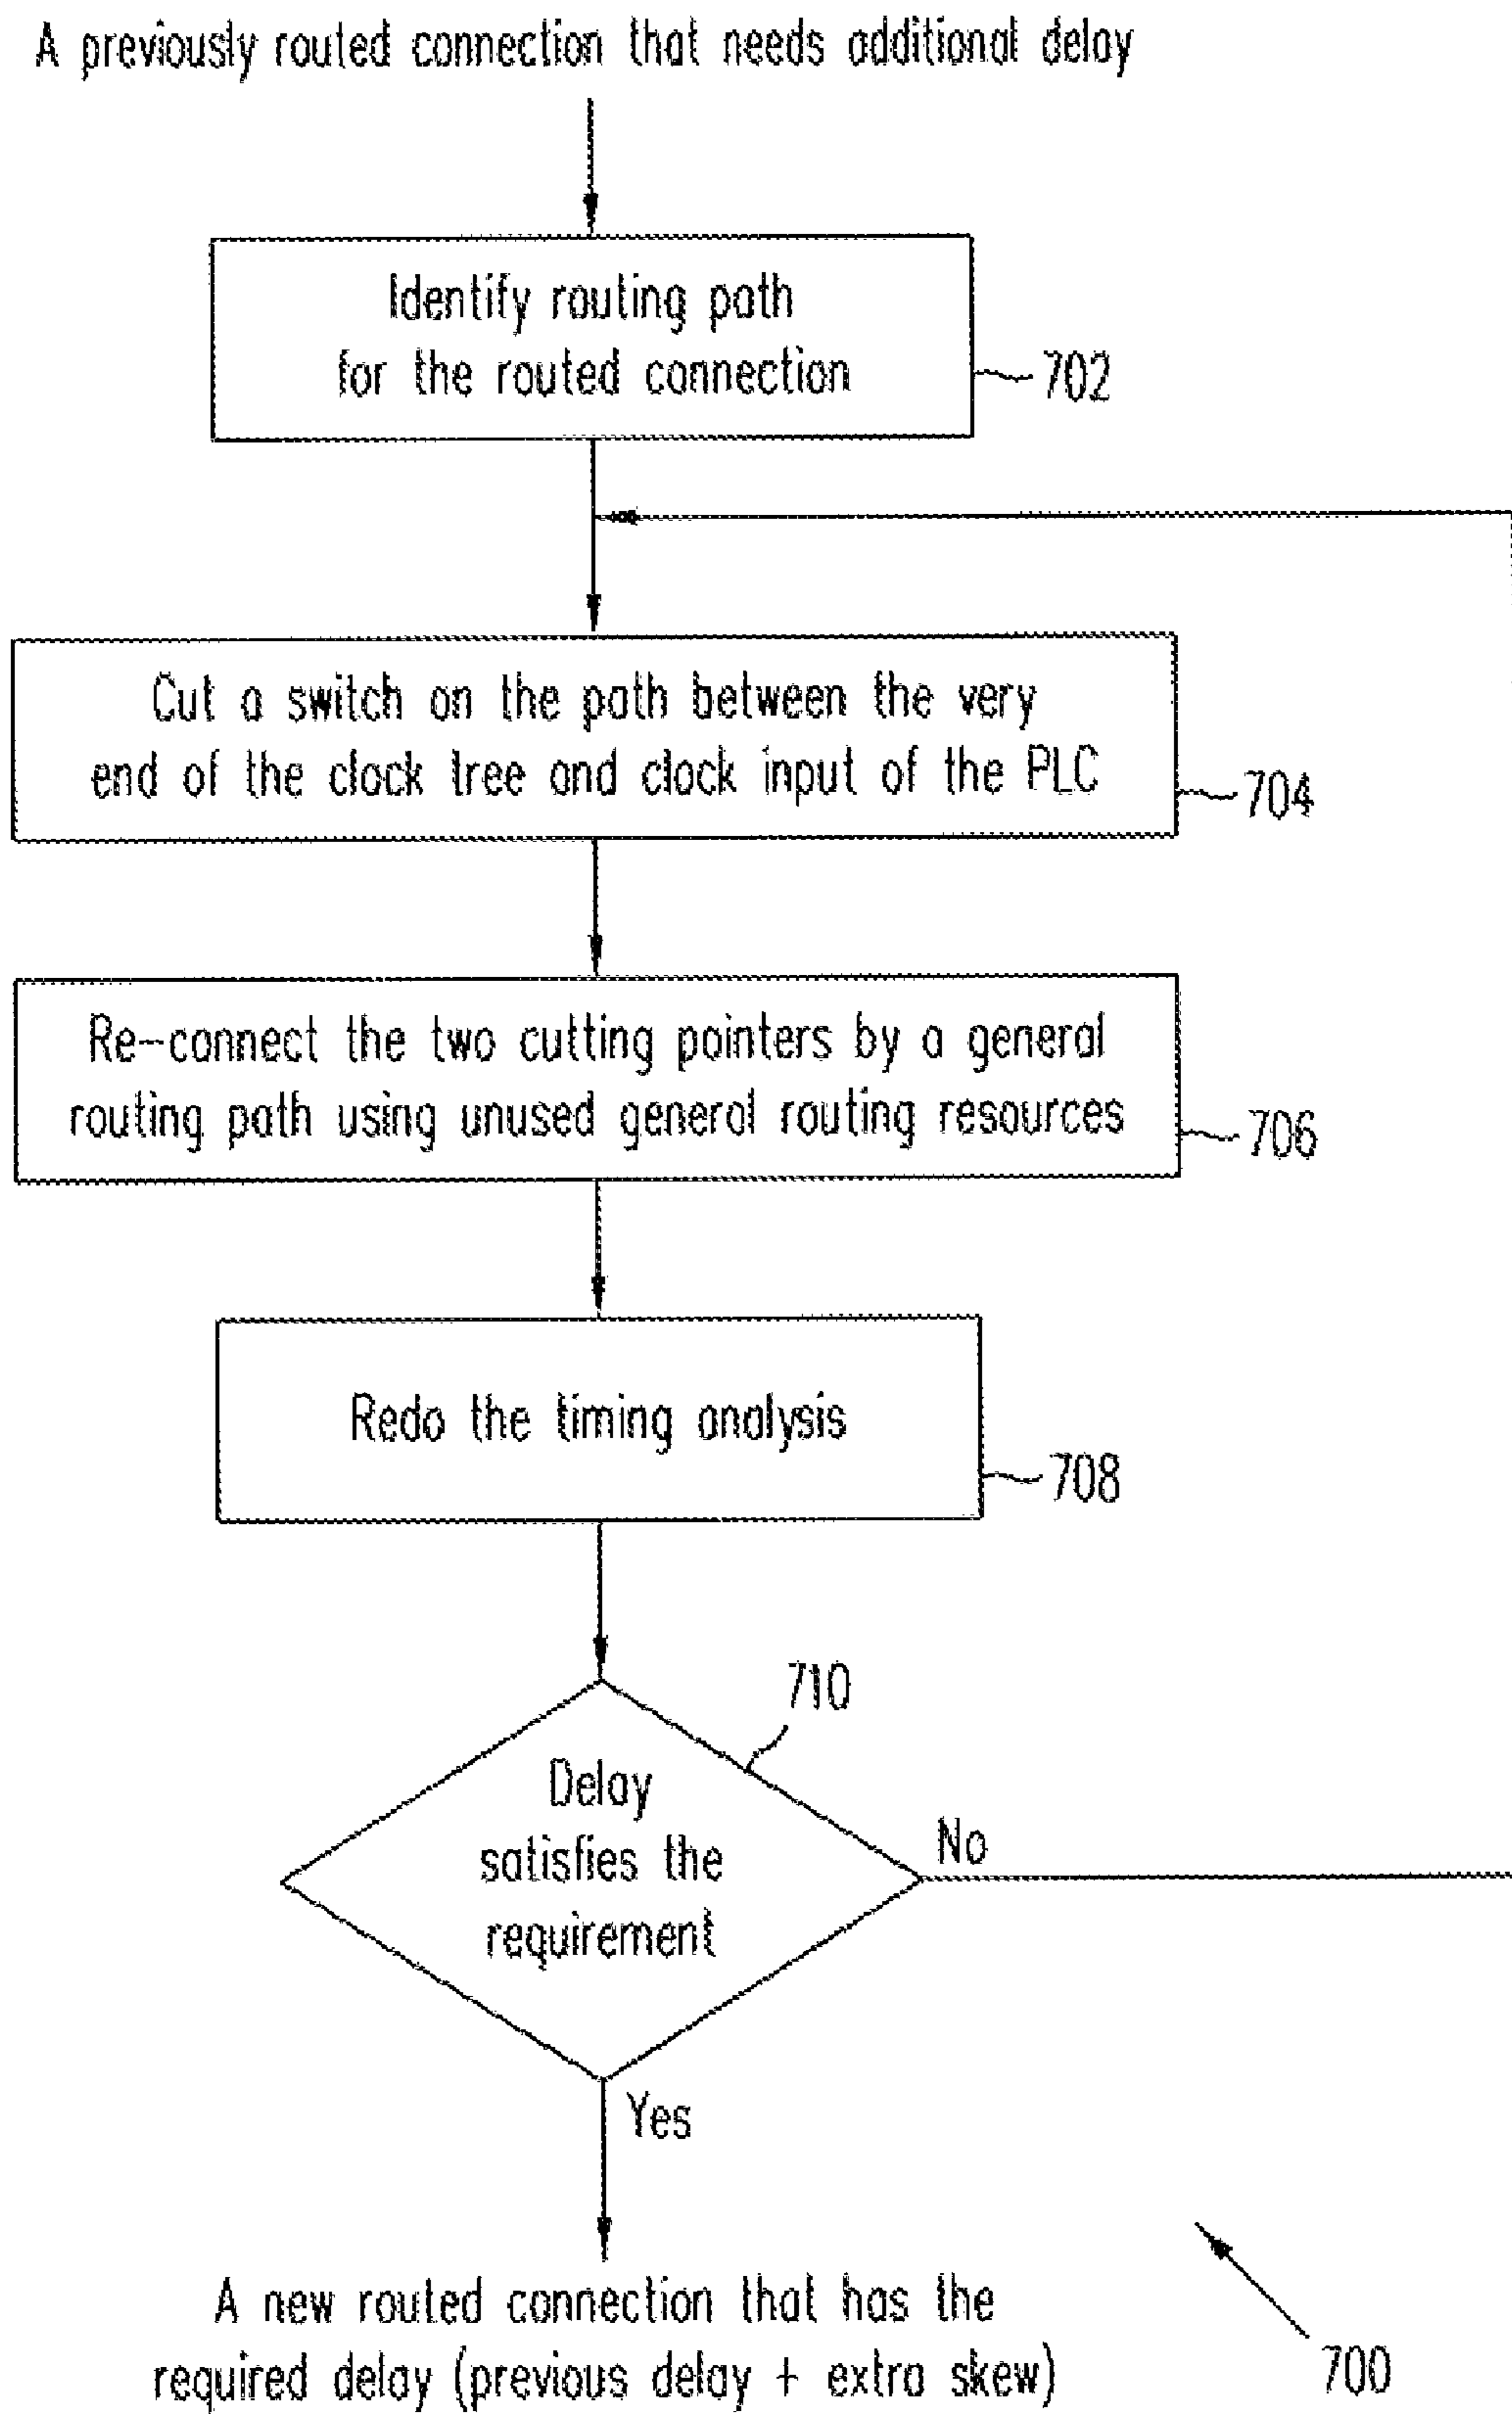 A previously routed connection that needs additional delay
Identify routing path
for the routed connection
702
Cut a switch on the path between the very
end of the clock tree and clock input of the PLC
704
Re-connect the two cutting pointers by a general
routing path using unused general routing resources
706
Redo the timing analysis
708
710
Delay
satisfies the
requirement
No
Yes
A new routed connection that has the
required delay (previous delay + extra skew)
700